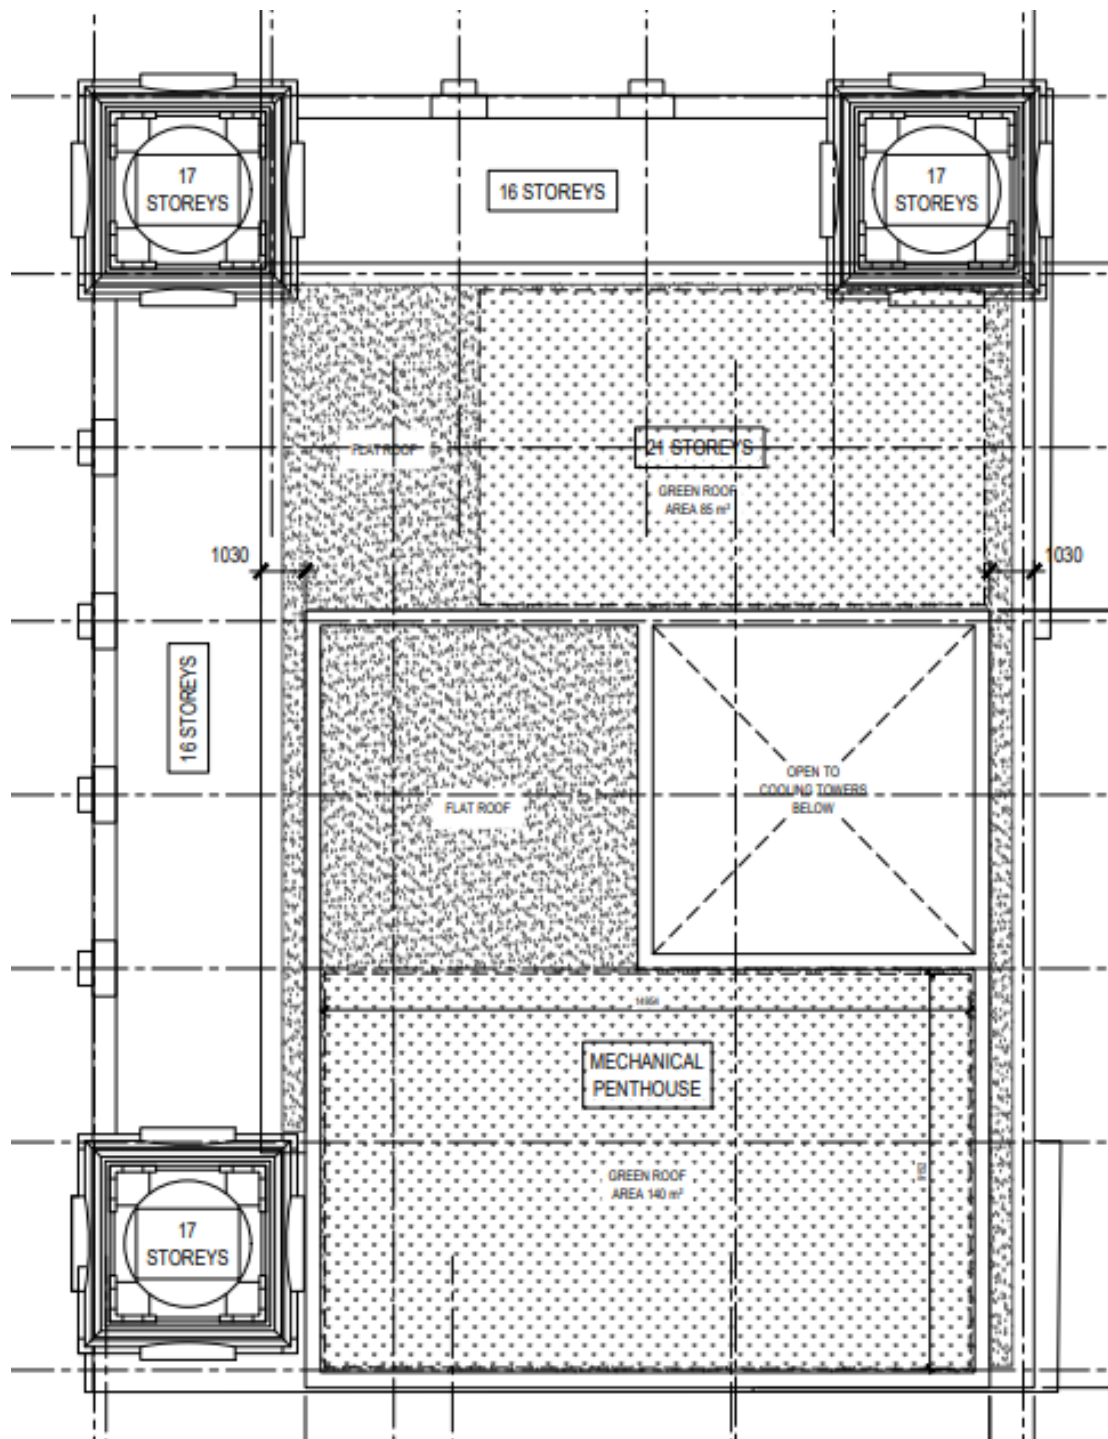 17
STOREYS
16 STOREYS
17
STOREYS
FLAT ROOF
21 STOREYS
GREEN ROOF
AREA 85 m²
1030
1030
16 STOREYS
OPEN TO
COOLING TOWERS
BELOW
FLAT ROOF
14954
MECHANICAL
PENTHOUSE
GREEN ROOF
AREA 140 m²
17
STOREYS